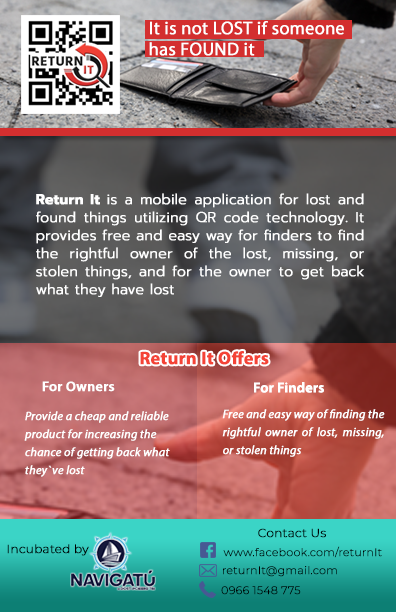 RETURN IT
It is not LOST if someone
has FOUND it
Return It is a mobile application for lost and
found things utilizing QR code technology. It
provides free and easy way for finders to find
the rightful owner of the lost, missing, or
stolen things, and for the owner to get back
what they have lost
Return It Offers
For Owners
Provide a cheap and reliable
product for increasing the
chance of getting back what
they`ve lost
For Finders
Free and easy way of finding the
rightful owner of lost, missing,
or stolen things
Incubated by
NAVIGATÚ
Contact Us
www.facebook.com/returnIt
returnIt@gmail.com
0966 1548 775